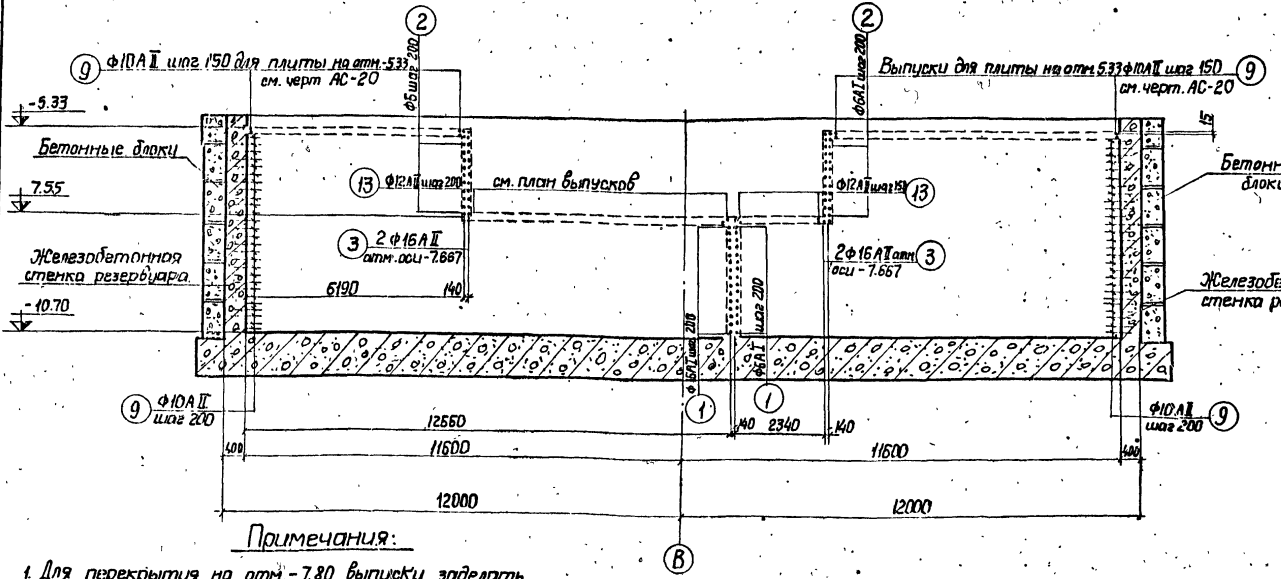 2
2
9 Ф10АII шаг 150 для плиты на отм.-5.33
см. черт АС-20
Выпуски для плиты на отм 5.33 Ф10АII шаг 150 9
см. черт. АС-20
Ф6 шаг 200
Ф6АI шаг 200
-5.33
15
Бетонные блоки
Бетонн
блоки
7.55
13 Ф12АII шаг 200
см. план выпусков
Ф12АII шаг 150 13
3 2Ф16АII
отм. оси -7.667
2Ф16АII отм 3
оси -7.667
Железобетонная
стенка резервуара
Железобе
стенка ре
-10.70
6190
140
Ф6АI шаг 200
Ф6АI шаг 200
9 Ф10АII
шаг 200
1
1
Ф10АII 9
шаг 200
12560
140
2340
140
400
11600
11600
400
12000
12000
В
Примечания:
1. Для перекрытия на отм -7.80 выпуски заделать